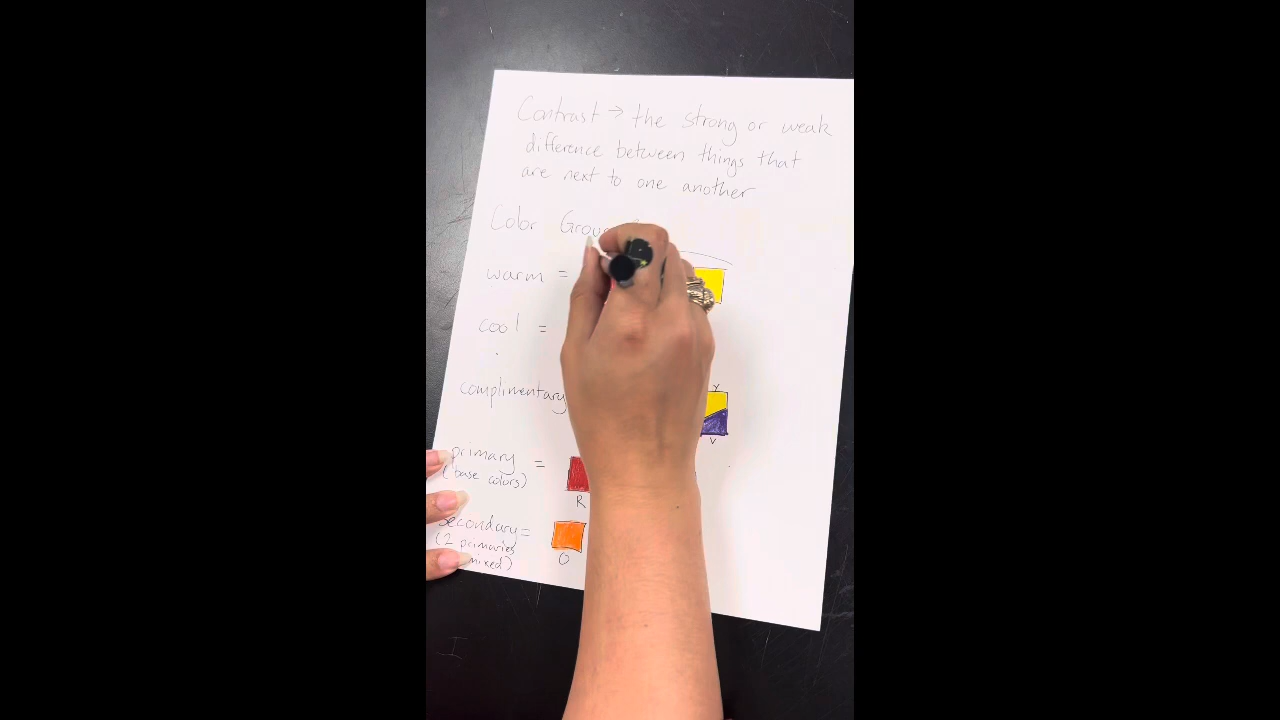 Contrast → the strong or weak
difference between things that
are next to one another
Color
warm =
cool =
complimentary
Y
V
primary =
(base colors)
R
secondary =
(2 primaries
mixed)
O